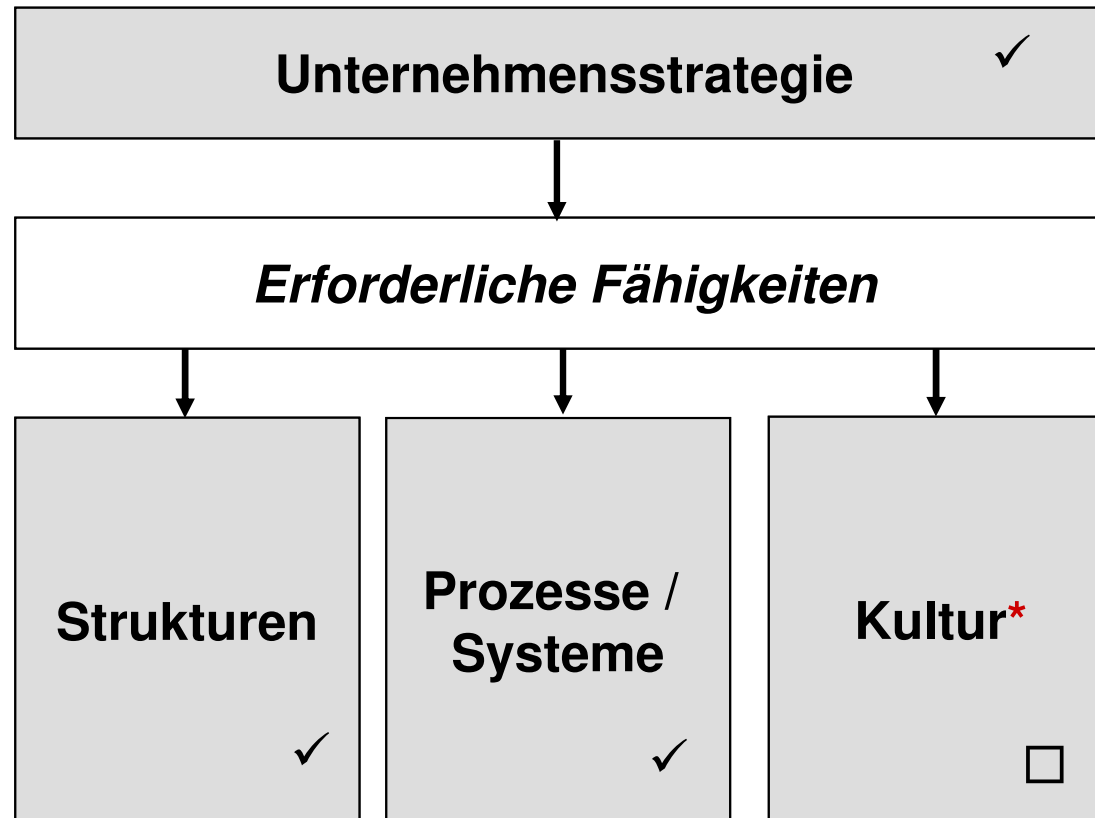 Unternehmensstrategie ✓
Erforderliche Fähigkeiten
Strukturen
✓
Prozesse /
Systeme
✓
Kultur*
☐